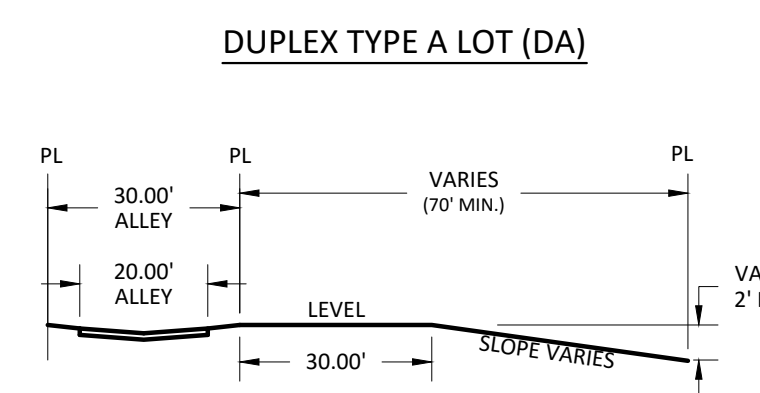 DUPLEX TYPE A LOT (DA)
PL
PL
PL
30.00'
ALLEY
VARIES
(70' MIN.)
20.00'
ALLEY
LEVEL
30.00'
SLOPE VARIES
2'